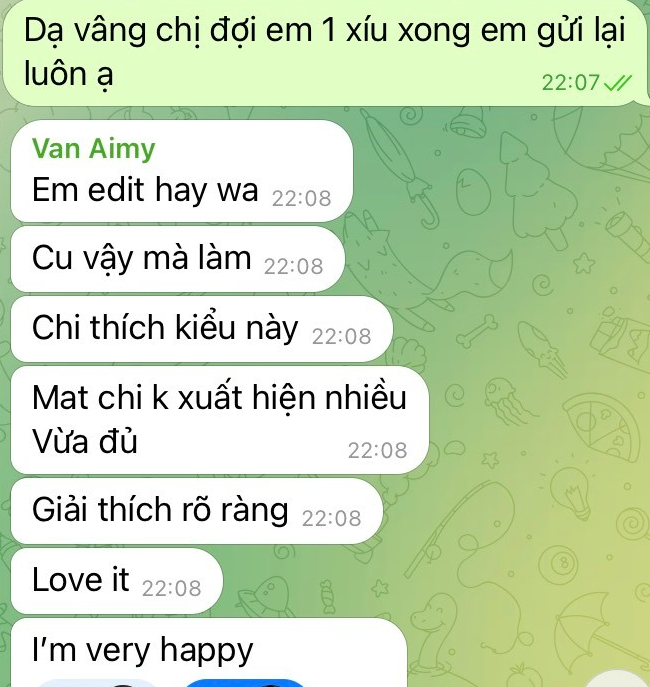 Dạ vâng chị đợi em 1 xíu xong em gửi lại
luôn ạ
22:07
Van Aimy
Em edit hay wa 22:08
Cu vậy mà làm 22:08
Chi thích kiểu này 22:08
Mat chi k xuất hiện nhiều
Vừa đủ 22:08
Giải thích rõ ràng 22:08
Love it 22:08
I'm very happy